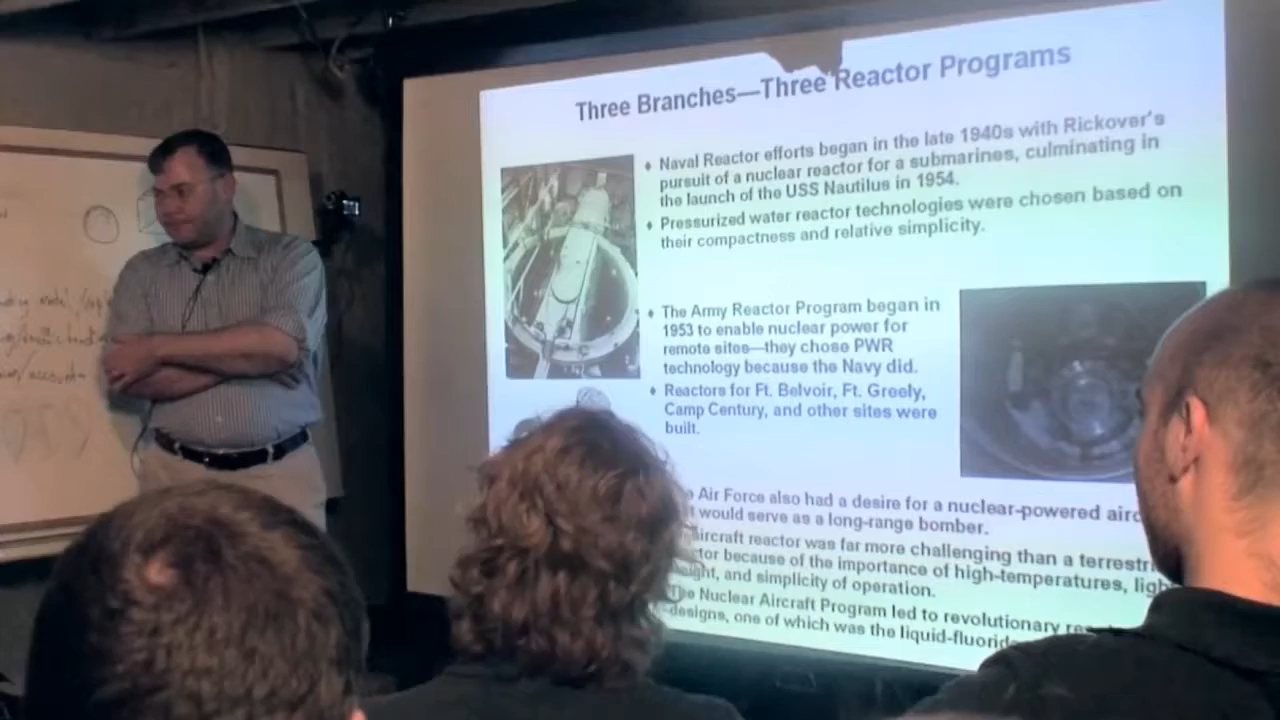 Three Branches—Three Reactor Programs
♦ Naval Reactor efforts began in the late 1940s with Rickover's
pursuit of a nuclear reactor for a submarines, culminating in
the launch of the USS Nautilus in 1954.
♦ Pressurized water reactor technologies were chosen based on
their compactness and relative simplicity.
♦ The Army Reactor Program began in
1953 to enable nuclear power for
remote sites—they chose PWR
technology because the Navy did.
♦ Reactors for Ft. Belvoir, Ft. Greely,
Camp Century, and other sites were
built.
Air Force also had a desire for a nuclear-powered
would serve as a long-range bomber.
aircraft reactor was far more challenging than a
because of the importance of high-temperatures,
and simplicity of operation.
The Nuclear Aircraft Program led to revolutionary
designs, one of which was the